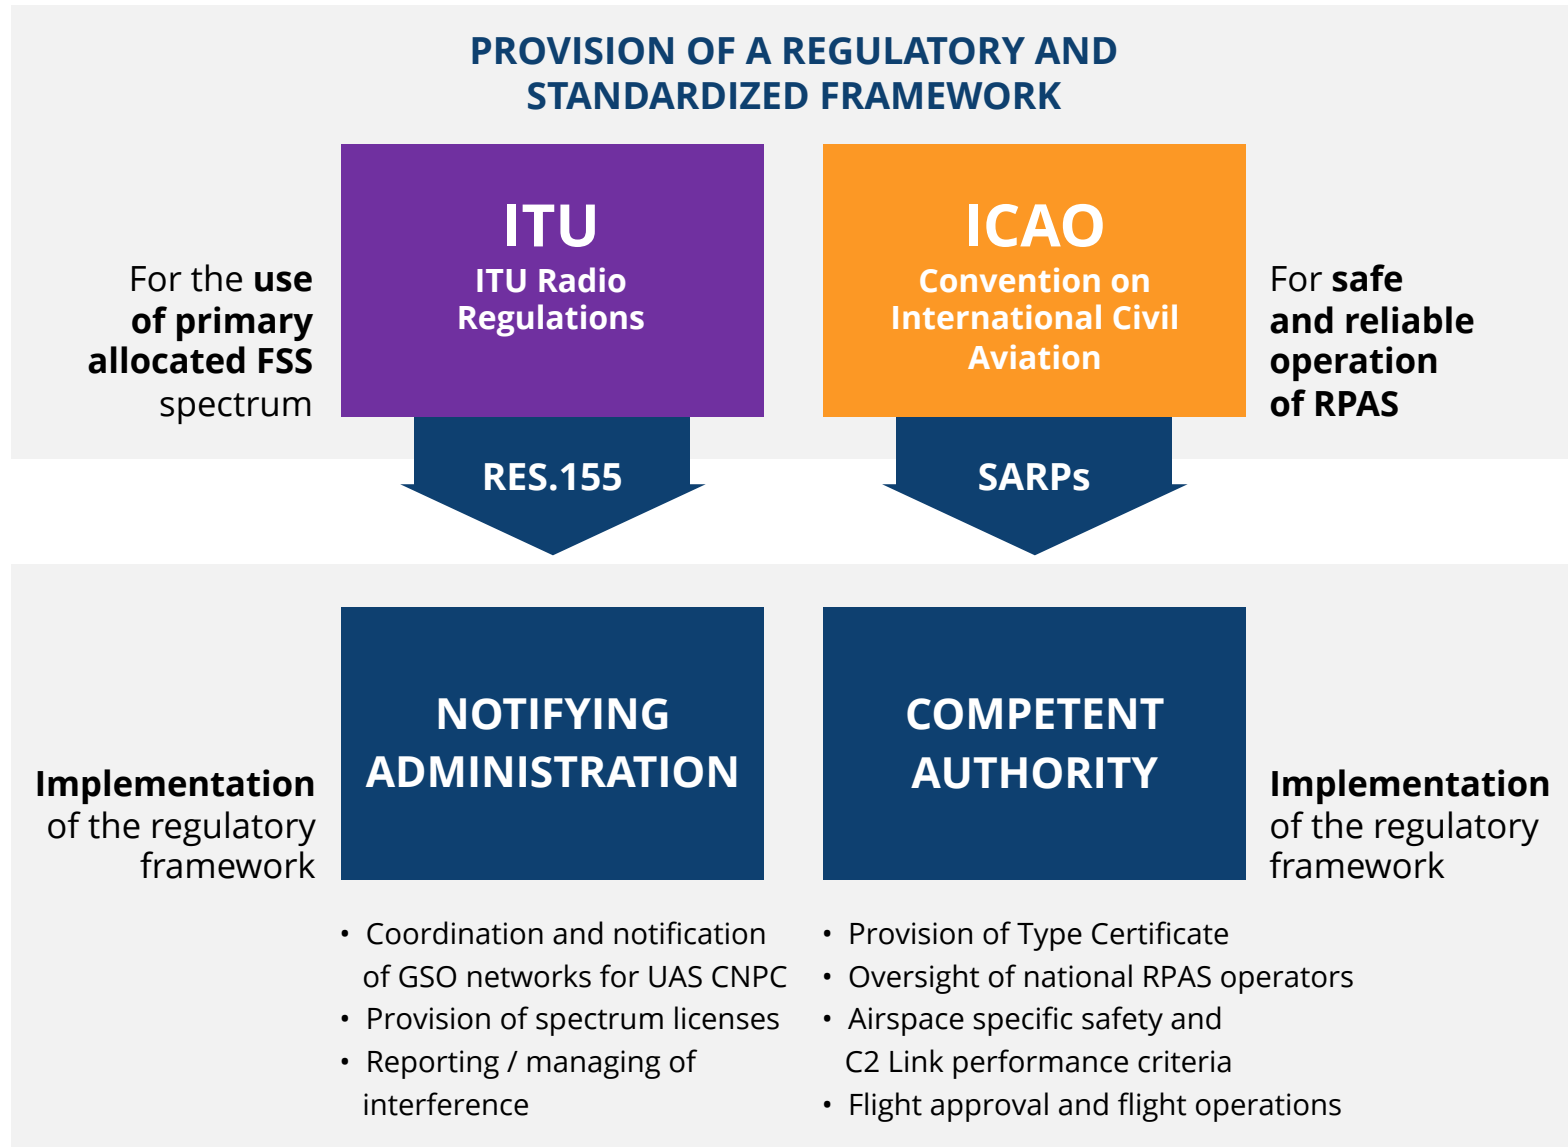 PROVISION OF A REGULATORY AND
STANDARDIZED FRAMEWORK
For the use
of primary
allocated FSS
spectrum
ITU
ITU Radio
Regulations
ICAO
Convention on
International Civil
Aviation
For safe
and reliable
operation
of RPAS
RES.155
SARPs
Implementation
of the regulatory
framework
NOTIFYING
ADMINISTRATION
COMPETENT
AUTHORITY
Implementation
of the regulatory
framework
• Coordination and notification
of GSO networks for UAS CNPC
• Provision of spectrum licenses
• Reporting / managing of
interference
• Provision of Type Certificate
• Oversight of national RPAS operators
• Airspace specific safety and
C2 Link performance criteria
• Flight approval and flight operations